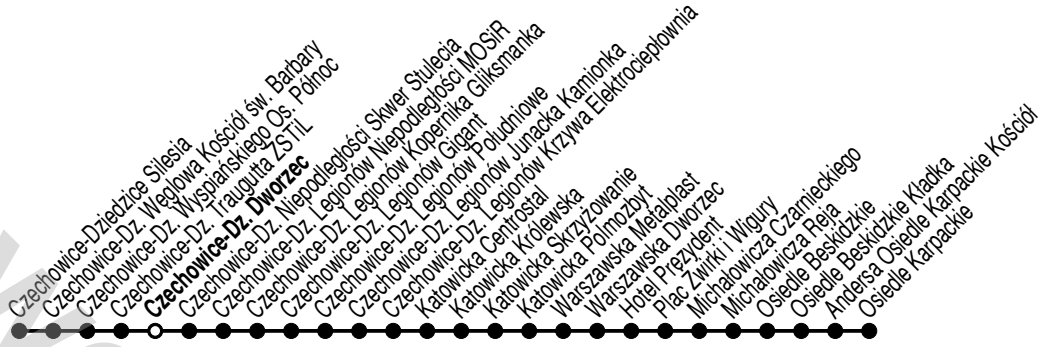 Czechowice-Dziedzice Silesia
Czechowice-Dz. Węglowa Kościół św. Barbary
Czechowice-Dz. Wyspiańskiego Os. Północ
Czechowice-Dz. Traugutta ZSTiL
Czechowice-Dz. Dworzec
Czechowice-Dz. Niepodległości Skwer Stulecia
Czechowice-Dz. Legionów Niepodległości MOSiR
Czechowice-Dz. Legionów Kopernika Gliksmanka
Czechowice-Dz. Legionów Gigant
Czechowice-Dz. Legionów Południowe
Czechowice-Dz. Legionów Junacka Kamionka
Czechowice-Dz. Legionów Krzywa Elektrociepłownia
Katowicka Centrostal
Katowicka Królewska
Katowicka Skrzyżowanie
Katowicka Polmozbyt
Warszawska Metalplast
Warszawska Dworzec
Hotel Prezydent
Plac Żwirki i Wigury
Michałowicza Czarnieckiego
Michałowicza Reja
Osiedle Beskidzkie
Osiedle Beskidzkie Kładka
Andersa Osiedle Karpackie Kościół
Osiedle Karpackie